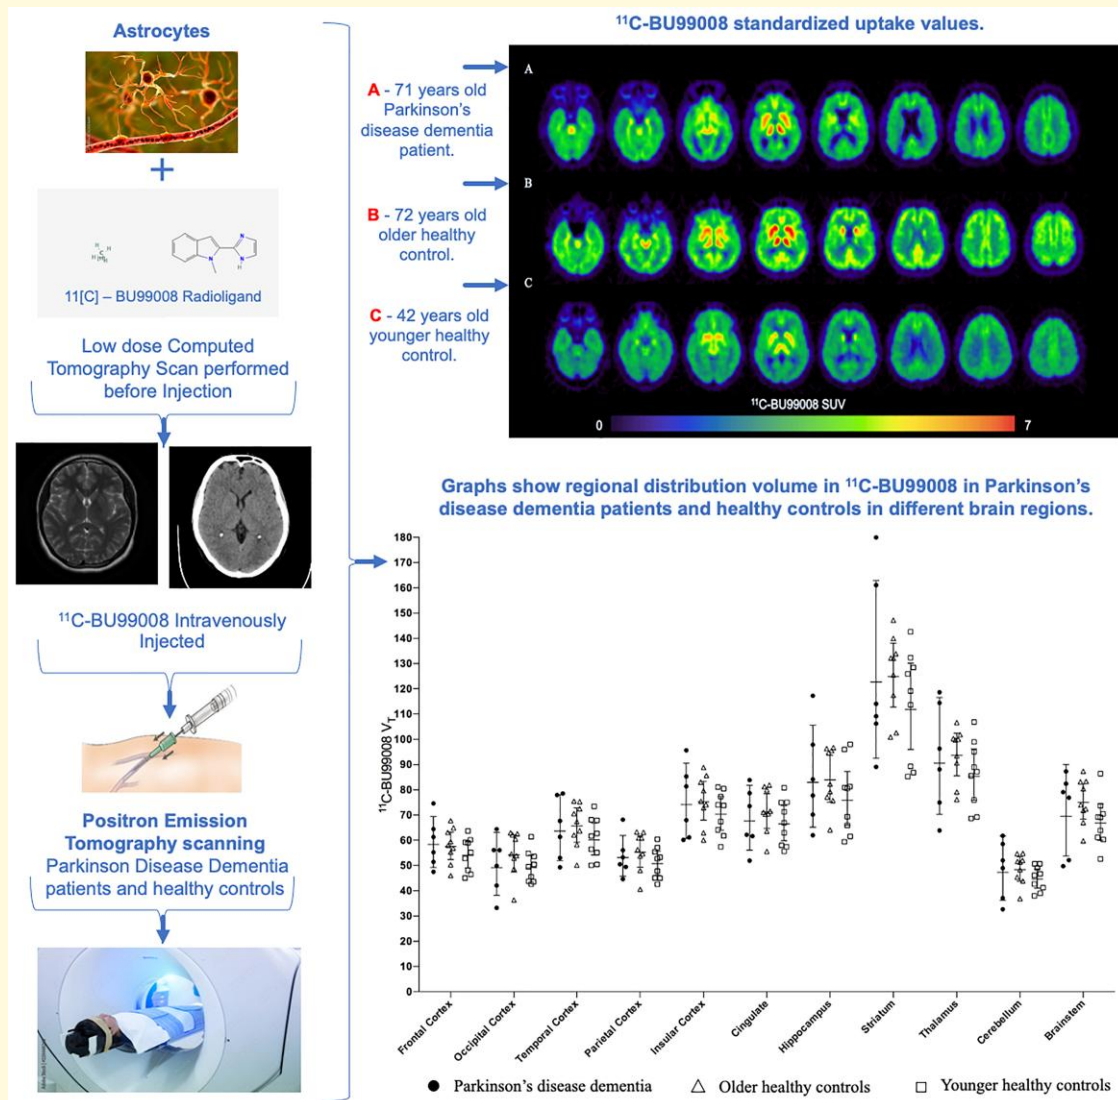 Astrocytes
+
H
H
C
H
[11]
H
N
N
N
H
11[C] – BU99008 Radioligand
Low dose Computed
Tomography Scan performed
before Injection
¹¹C-BU99008 Intravenously
Injected
Positron Emission
Tomography scanning
Parkinson Disease Dementia
patients and healthy controls
¹¹C-BU99008 standardized uptake values.
A - 71 years old
Parkinson's
disease dementia
patient.
B - 72 years old
older healthy
control.
C - 42 years old
younger healthy
control.
A
B
C
¹¹C-BU99008 SUV
0
7
Graphs show regional distribution volume in ¹¹C-BU99008 in Parkinson's
disease dementia patients and healthy controls in different brain regions.
¹¹C-BU99008 V_T
180
170
160
150
140
130
120
110
100
90
80
70
60
50
40
30
20
10
0
Frontal Cortex
Occipital Cortex
Temporal Cortex
Parietal Cortex
Insular Cortex
Cingulate
Hippocampus
Striatum
Thalamus
Cerebellum
Brainstem
Parkinson's disease dementia
Older healthy controls
Younger healthy controls